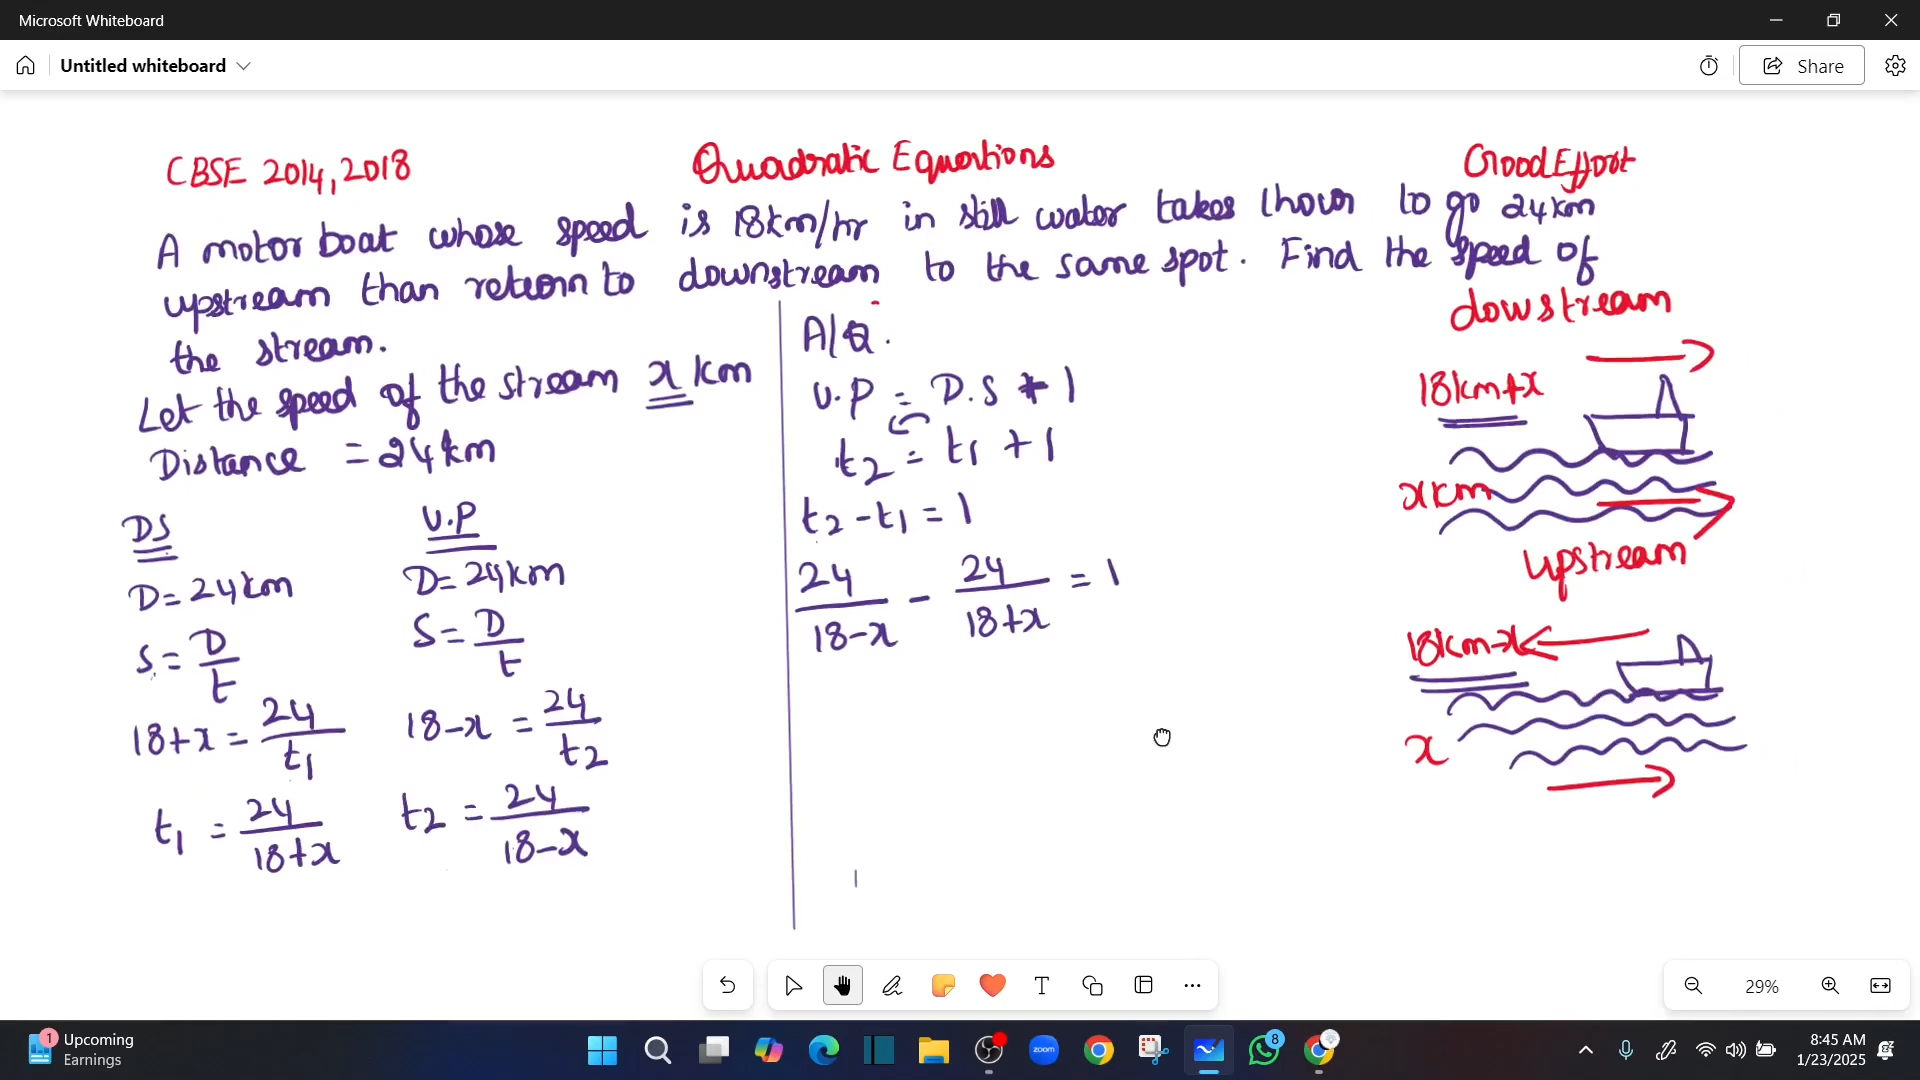 Microsoft Whiteboard
Untitled whiteboard
Share
CBSE 2014, 2018
Quadratic Equations
Good Effort
A motor boat whose speed is 18km/hr in still water takes 1hour to go 24km
upstream than return to downstream to the same spot. Find the speed of
the stream.
Let the speed of the stream x km
Distance = 24km
DS
D = 24km
S = D/t
18+x = 24/t1
t1 = 24/18+x
U.P
D = 24km
S = D/t
18-x = 24/t2
t2 = 24/18-x
A/Q.
U.P = D.S + 1
t2 = t1 + 1
t2 - t1 = 1
24/18-x - 24/18+x = 1
dowstream
18km+x
xkm
upstream
18km-x
x
29%
1
Upcoming
Earnings
zoom
8
8:45 AM
1/23/2025